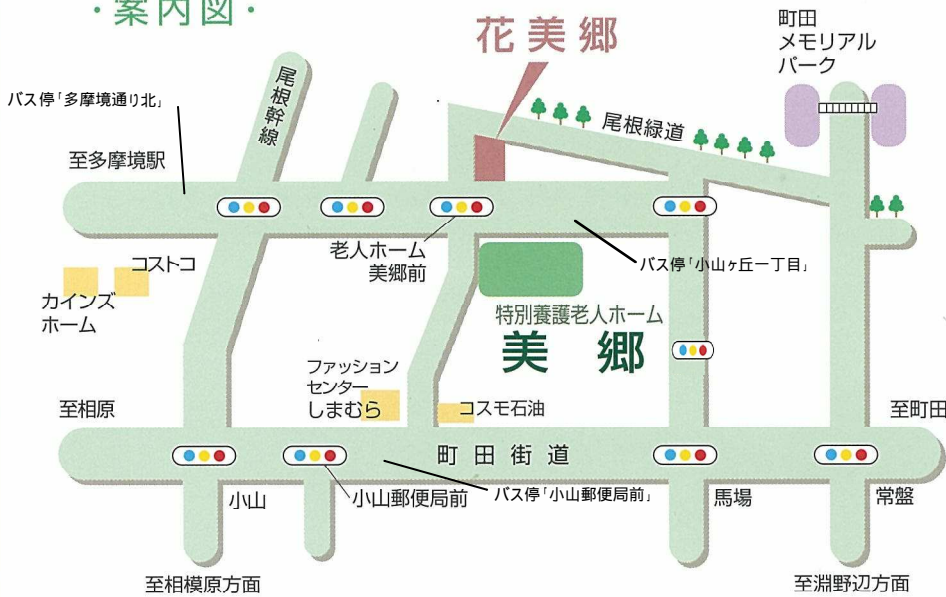 ・案内図・
花美郷
町田
メモリアル
パーク
尾根幹線
バス停「多摩境通り北」
尾根緑道
至多摩境駅
老人ホーム
美郷前
コストコ
バス停「小山ヶ丘一丁目」
カインズ
ホーム
特別養護老人ホーム
美郷
ファッション
センター
しまむら
コスモ石油
至相原
至町田
町田街道
小山
小山郵便局前
バス停「小山郵便局前」
馬場
常盤
至相模原方面
至淵野辺方面